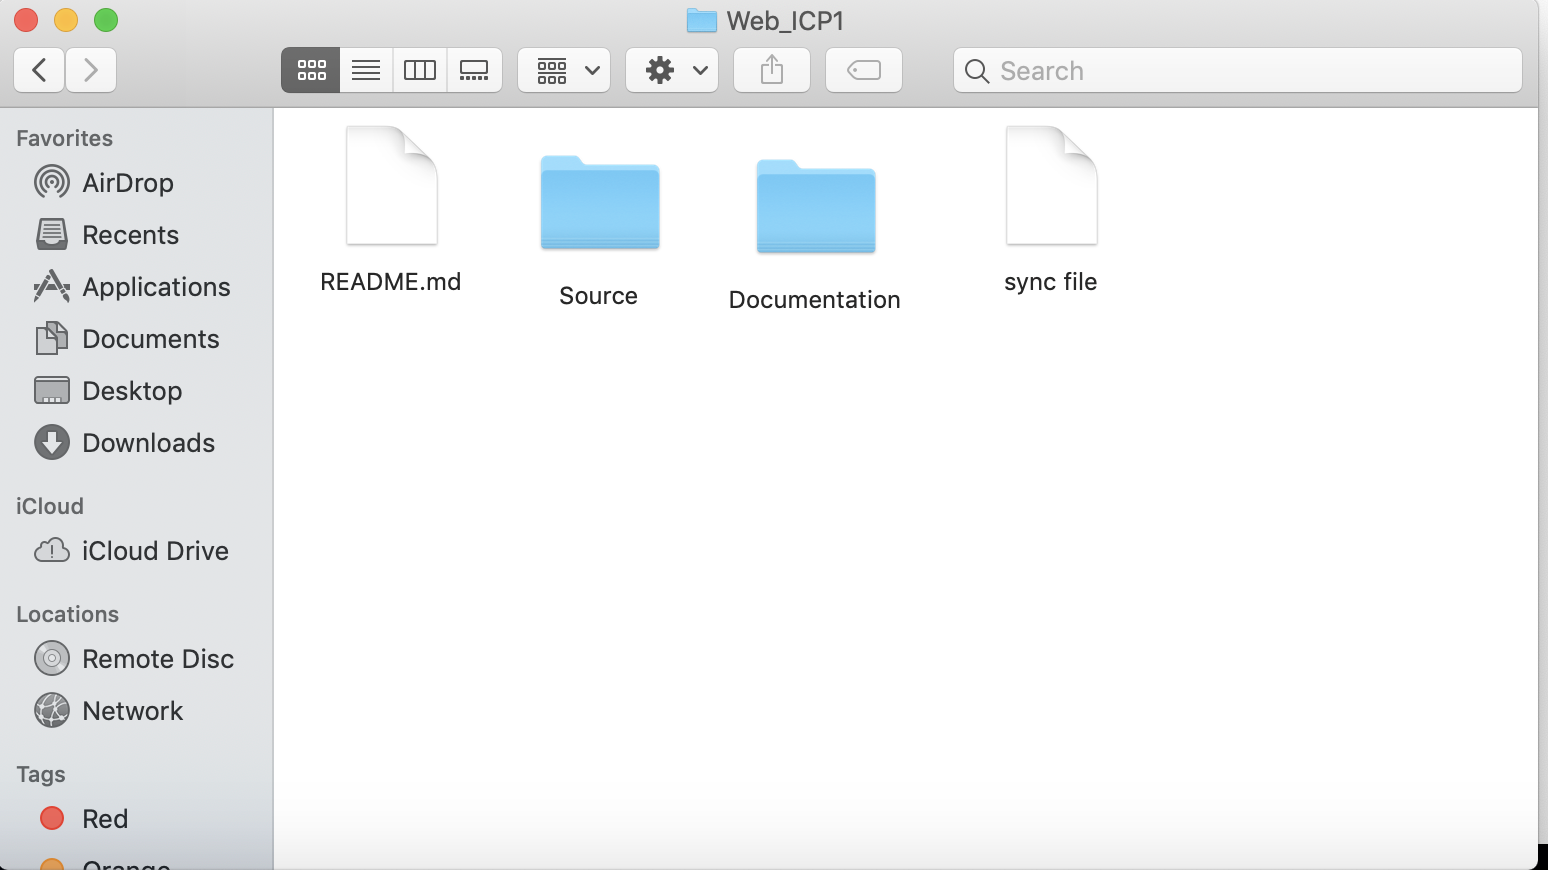 Web_ICP1
Search
Favorites
AirDrop
Recents
Applications
Documents
Desktop
Downloads
iCloud
iCloud Drive
Locations
Remote Disc
Network
Tags
Red
Orange
README.md
Source
Documentation
sync file